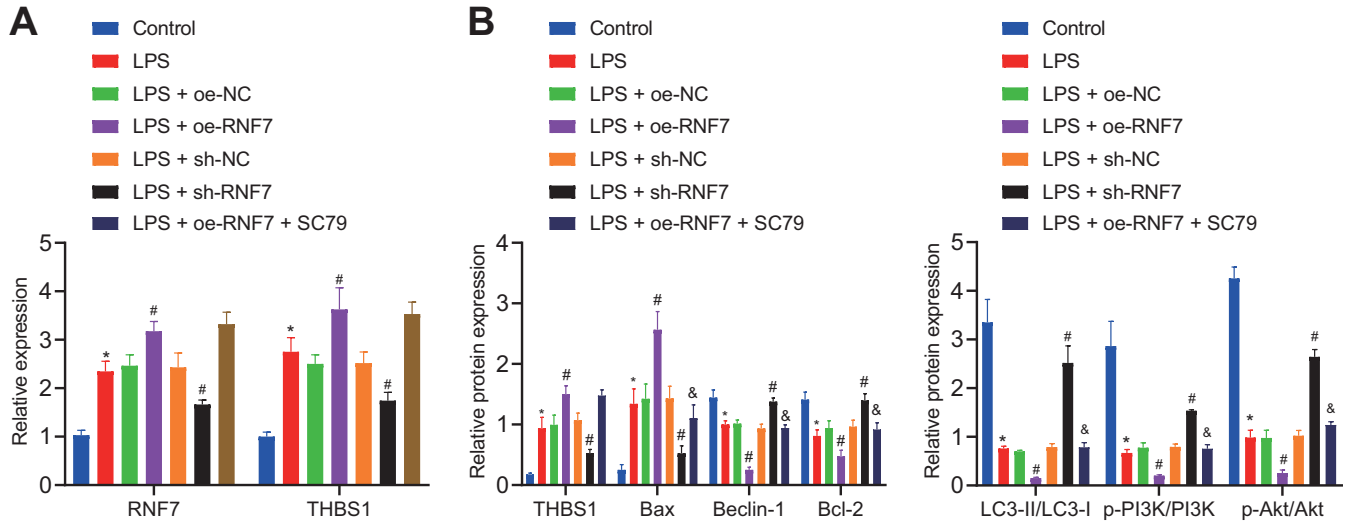 A
Control
LPS
LPS + oe-NC
LPS + oe-RNF7
LPS + sh-NC
LPS + sh-RNF7
LPS + oe-RNF7 + SC79
Relative expression
5
4
3
2
1
0
* # # * # #
RNF7 THBS1
B
Control
LPS
LPS + oe-NC
LPS + oe-RNF7
LPS + sh-NC
LPS + sh-RNF7
LPS + oe-RNF7 + SC79
Relative protein expression
4
3
2
1
0
* # # * # # & * # # & * # # &
THBS1 Bax Beclin-1 Bcl-2
Control
LPS
LPS + oe-NC
LPS + oe-RNF7
LPS + sh-NC
LPS + sh-RNF7
LPS + oe-RNF7 + SC79
Relative protein expression
5
4
3
2
1
0
* # # & * # # & * # # &
LC3-II/LC3-I p-PI3K/PI3K p-Akt/Akt